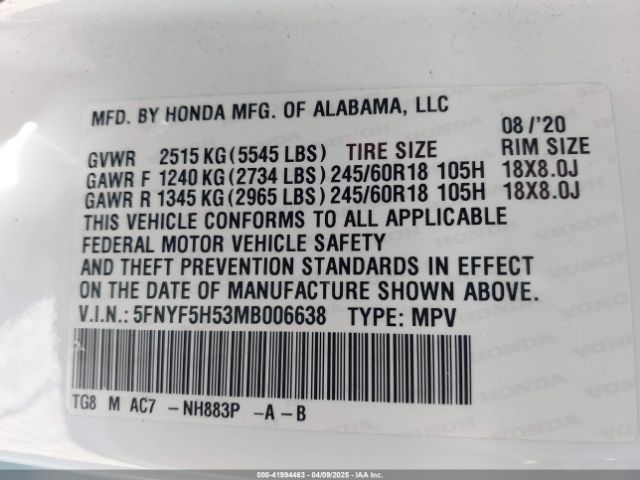 MFD. BY HONDA MFG. OF ALABAMA, LLC
08 /'20
GVWR 2515 KG (5545 LBS) TIRE SIZE RIM SIZE
GAWR F 1240 KG (2734 LBS) 245/60R18 105H 18X8.0J
GAWR R 1345 KG (2965 LBS) 245/60R18 105H 18X8.0J
THIS VEHICLE CONFORMS TO ALL APPLICABLE
FEDERAL MOTOR VEHICLE SAFETY
AND THEFT PREVENTION STANDARDS IN EFFECT
ON THE DATE OF MANUFACTURE SHOWN ABOVE.
V.I.N.: 5FNYF5H53MB006638 TYPE: MPV
TG8 M AC7 -NH883P -A-B
000-41994463 - 04/09/2025 - IAA Inc.